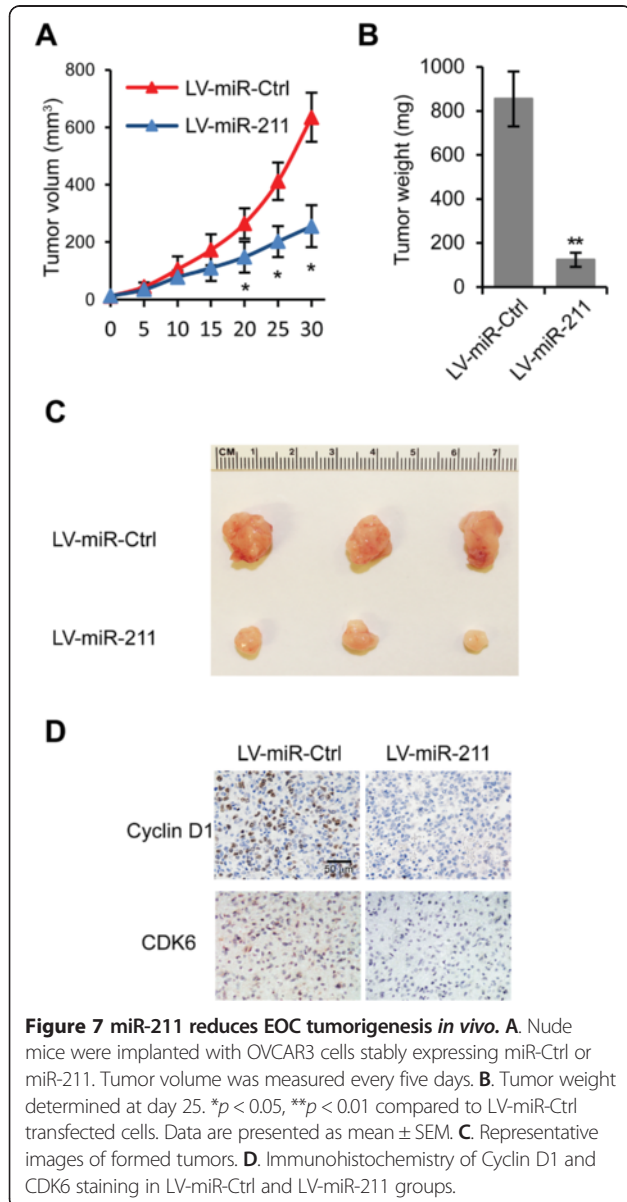 A
Tumor volum (mm³)
800
600
400
200
0
LV-miR-Ctrl
LV-miR-211
* * *
0 5 10 15 20 25 30
B
Tumor weight (mg)
1000
800
600
400
200
0
**
LV-miR-Ctrl
LV-miR-211
C
CM 1 2 3 4 5 6 7
LV-miR-Ctrl
LV-miR-211
D
LV-miR-Ctrl LV-miR-211
Cyclin D1
50 µm
CDK6
Figure 7 miR-211 reduces EOC tumorigenesis in vivo. A. Nude
mice were implanted with OVCAR3 cells stably expressing miR-Ctrl or
miR-211. Tumor volume was measured every five days. B. Tumor weight
determined at day 25. *p < 0.05, **p < 0.01 compared to LV-miR-Ctrl
transfected cells. Data are presented as mean ± SEM. C. Representative
images of formed tumors. D. Immunohistochemistry of Cyclin D1 and
CDK6 staining in LV-miR-Ctrl and LV-miR-211 groups.